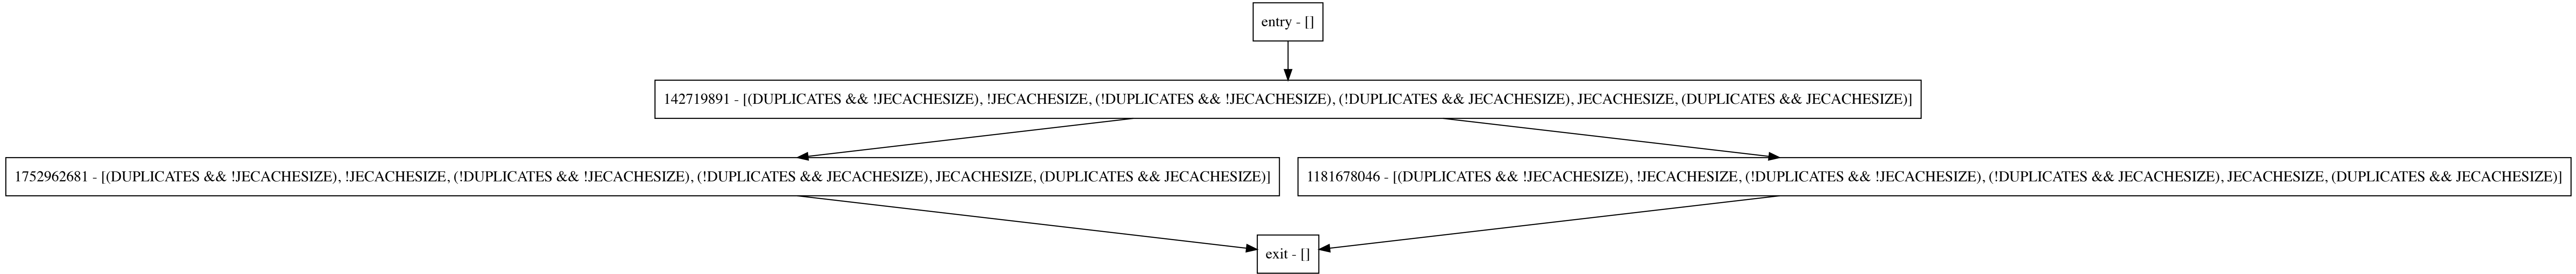 entry - []
142719891 - [(DUPLICATES && !JECACHESIZE), !JECACHESIZE, (!DUPLICATES && !JECACHESIZE), (!DUPLICATES && JECACHESIZE), JECACHESIZE, (DUPLICATES && JECACHESIZE)]
1752962681 - [(DUPLICATES && !JECACHESIZE), !JECACHESIZE, (!DUPLICATES && !JECACHESIZE), (!DUPLICATES && JECACHESIZE), JECACHESIZE, (DUPLICATES && JECACHESIZE)]
1181678046 - [(DUPLICATES && !JECACHESIZE), !JECACHESIZE, (!DUPLICATES && !JECACHESIZE), (!DUPLICATES && JECACHESIZE), JECACHESIZE, (DUPLICATES && JECACHESIZE)]
exit - []